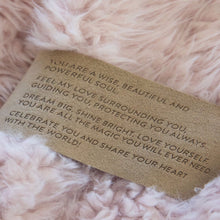 YOU ARE A WISE, BEAUTIFUL AND
POWERFUL SOUL.
FEEL MY LOVE SURROUNDING YOU,
GUIDING YOU, PROTECTING YOU ALWAYS.
DREAM BIG, SHINE BRIGHT, LOVE YOURSELF.
YOU ARE ALL THE MAGIC YOU WILL EVER NEED.
CELEBRATE YOU AND SHARE YOUR HEART
WITH THE WORLD!